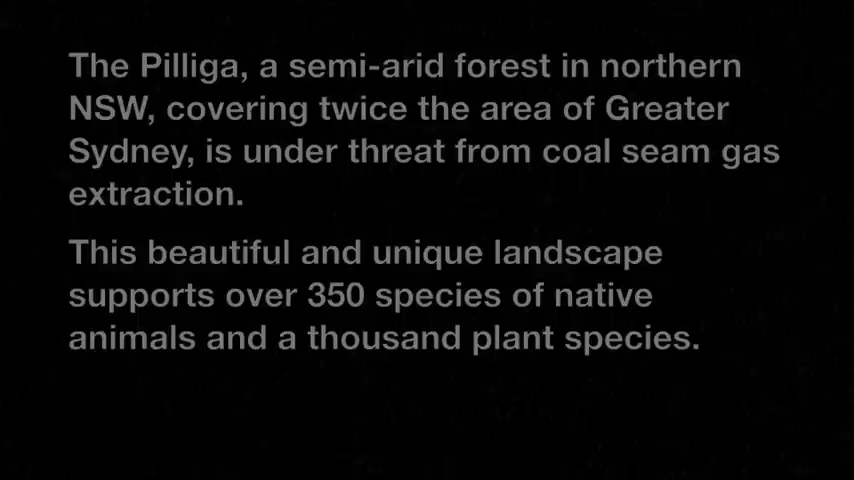 The Pilliga, a semi-arid forest in northern
NSW, covering twice the area of Greater
Sydney, is under threat from coal seam gas
extraction.
This beautiful and unique landscape
supports over 350 species of native
animals and a thousand plant species.